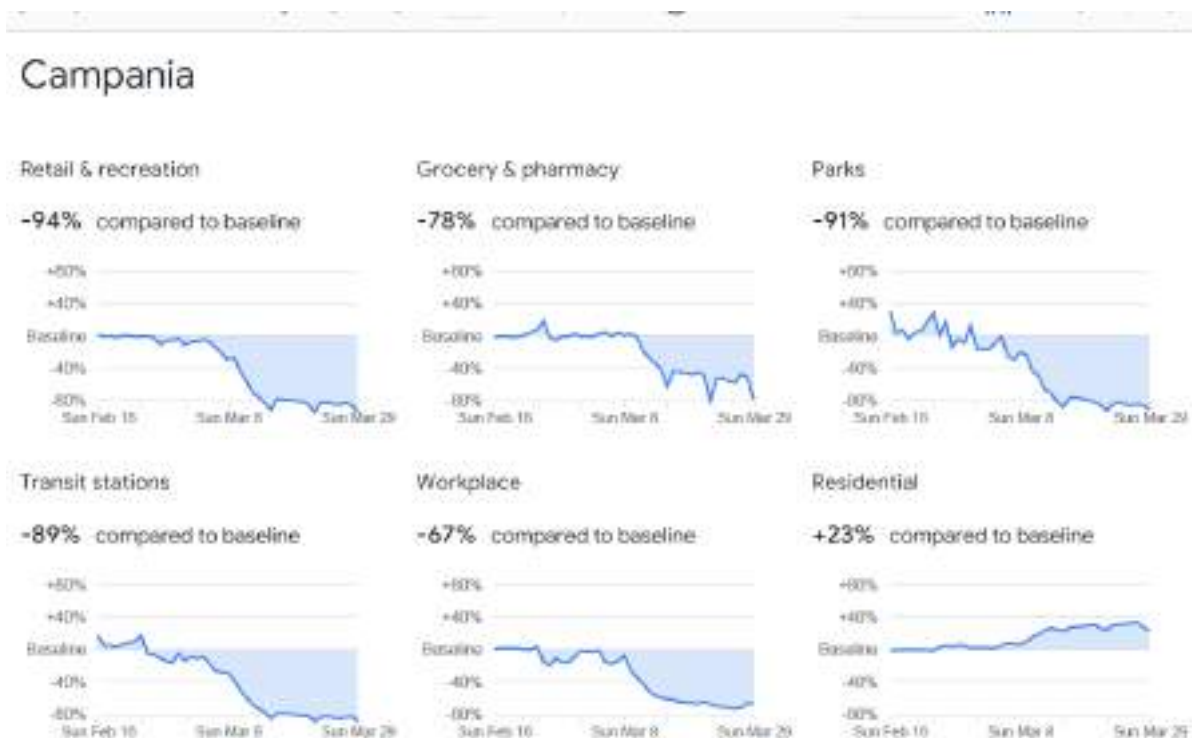 Campania
Retail & recreation
Grocery & pharmacy
Parks
-94% compared to baseline
-78% compared to baseline
-91% compared to baseline
+80%
+80%
+80%
+40%
+40%
+40%
Baseline
Baseline
Baseline
-40%
-40%
-40%
-80%
-80%
-80%
Sun Feb 16 Sun Mar 8 Sun Mar 29
Sun Feb 16 Sun Mar 8 Sun Mar 29
Sun Feb 16 Sun Mar 8 Sun Mar 29
Transit stations
Workplace
Residential
-89% compared to baseline
-67% compared to baseline
+23% compared to baseline
+80%
+80%
+80%
+40%
+40%
+40%
Baseline
Baseline
Baseline
-40%
-40%
-40%
-80%
-80%
-80%
Sun Feb 16 Sun Mar 8 Sun Mar 29
Sun Feb 16 Sun Mar 8 Sun Mar 29
Sun Feb 16 Sun Mar 8 Sun Mar 29